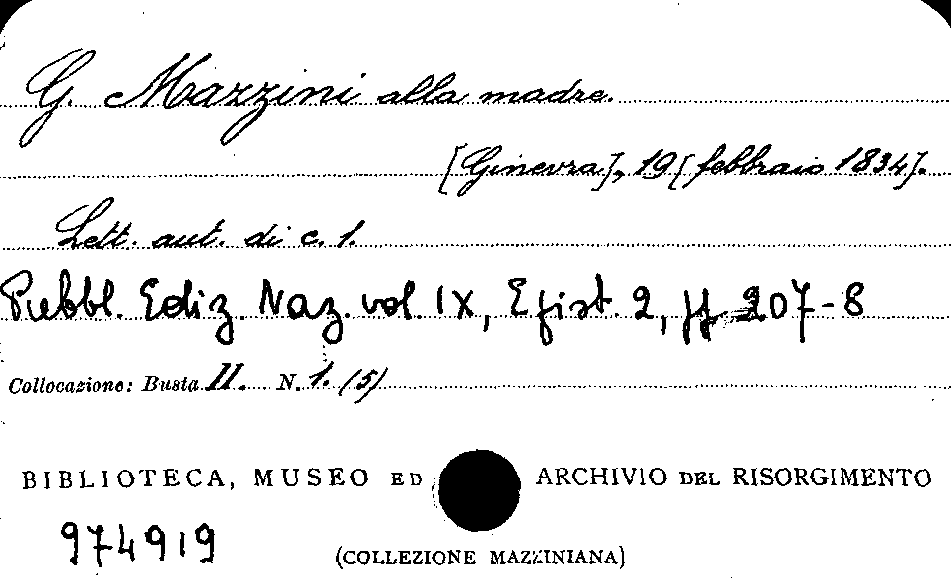 G. Mazzini alla madre.
[Ginevra], 19 [febbraio 1834].
Lett. aut. di c. 1.
Pubbl. Ediz. Naz. vol. IX, Epist. 2, pp 207-8
Collocazione: Busta II. N. 1. (5)
BIBLIOTECA, MUSEO ED ARCHIVIO DEL RISORGIMENTO
974919
(COLLEZIONE MAZZINIANA)